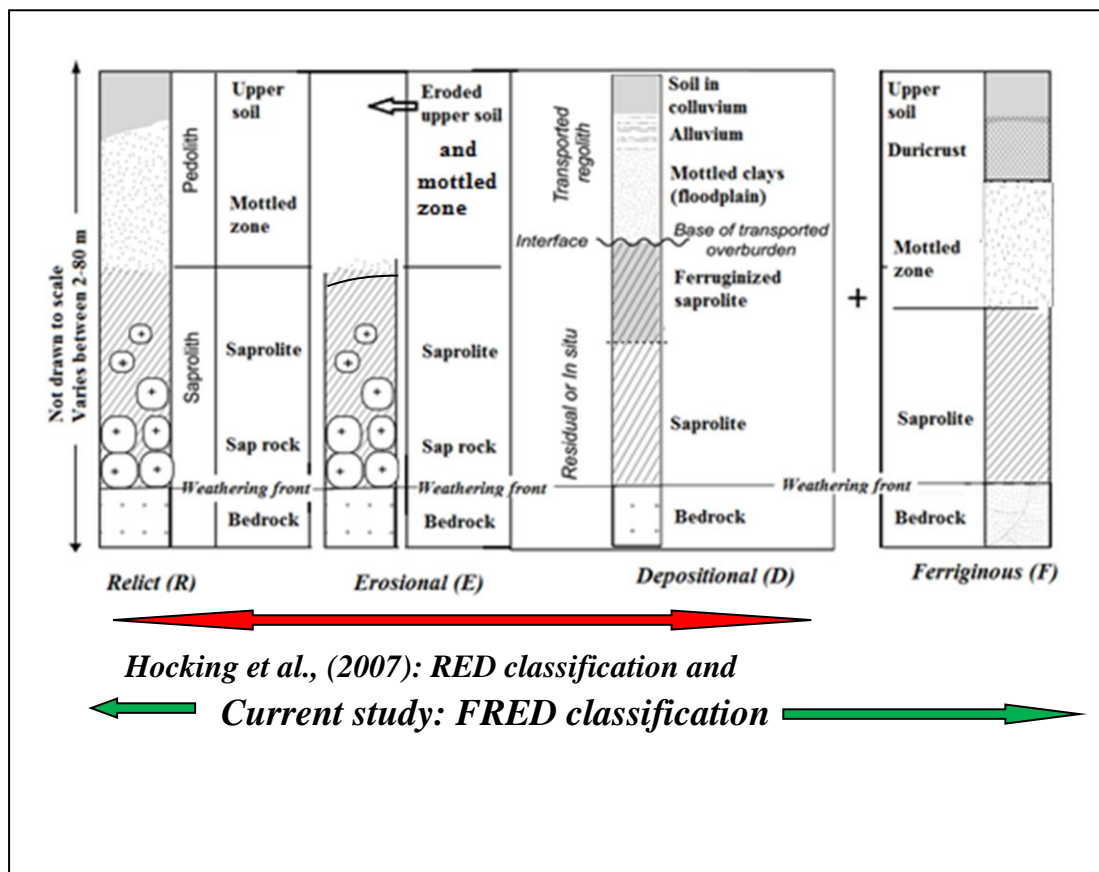 Not drawn to scale
Varies between 2-80 m
Pedolith
Saprolith
Upper
soil
Mottled
zone
Saprolite
Sap rock
Weathering front
Bedrock
Relict (R)
Eroded
upper soil
and
mottled
zone
Saprolite
Sap rock
Weathering front
Bedrock
Erosional (E)
Transported
regolith
Interface
Residual or In situ
Soil in
colluvium
Alluvium
Mottled clays
(floodplain)
Base of transported
overburden
Ferruginized
saprolite
Saprolite
Bedrock
Depositional (D)
+
Upper
soil
Duricrust
Mottled
zone
Saprolite
Weathering front
Bedrock
Ferriginous (F)
Hocking et al., (2007): RED classification and
Current study: FRED classification